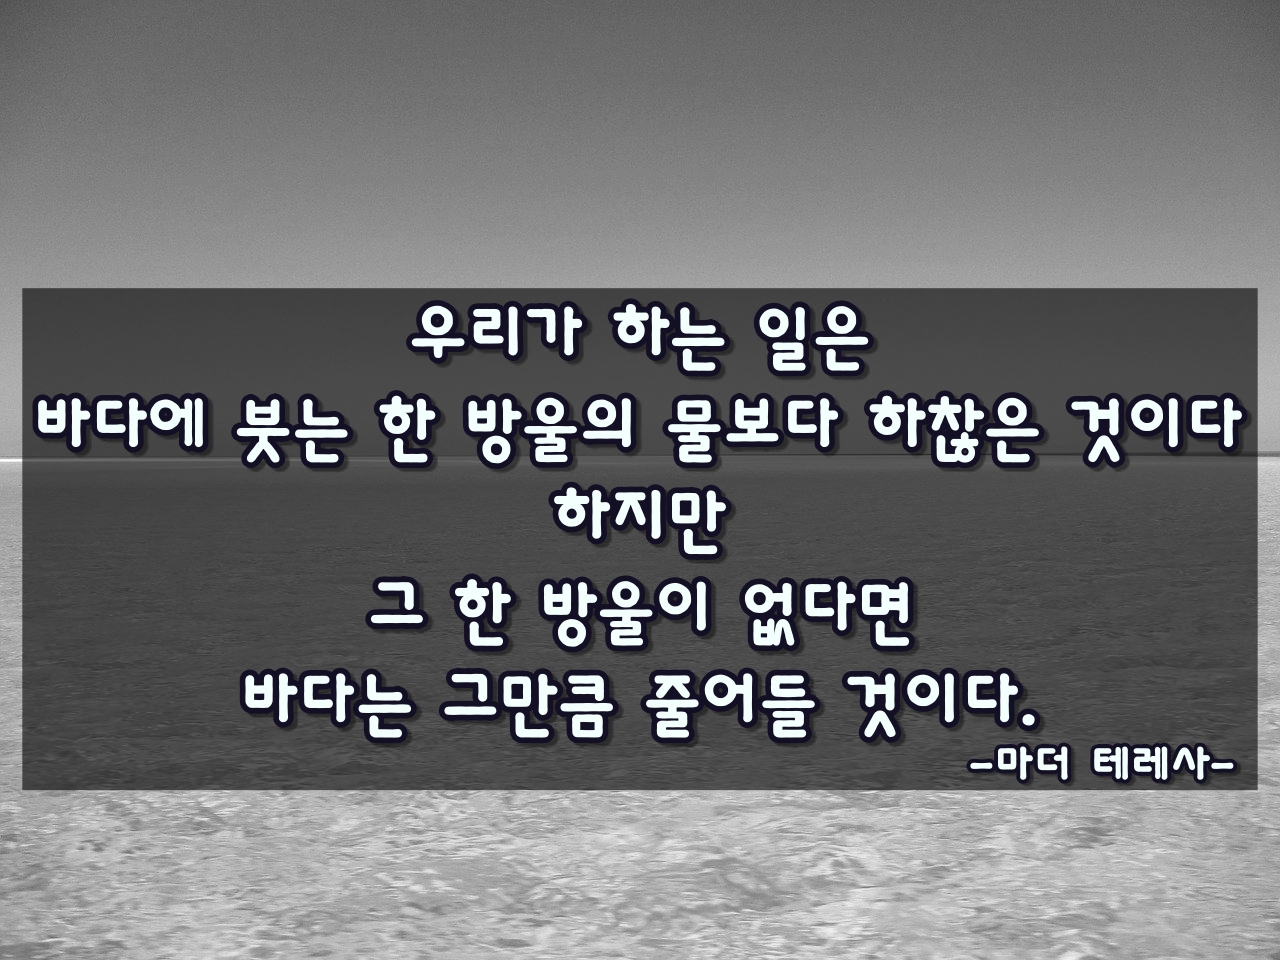 우리가 하는 일은
바다에 붓는 한 방울의 물보다 하찮은 것이다
하지만
그 한 방울이 없다면
바다는 그만큼 줄어들 것이다.
-마더 테레사-